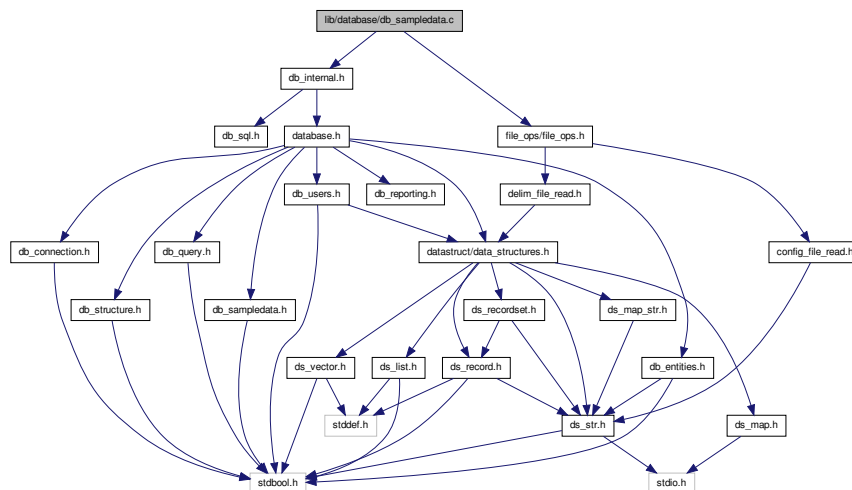 lib/database/db_sampledata.c
db_internal.h
db_sql.h
database.h
file_ops/file_ops.h
db_users.h
db_reporting.h
delim_file_read.h
db_connection.h
db_query.h
datastruct/data_structures.h
config_file_read.h
db_structure.h
db_sampledata.h
ds_recordset.h
ds_map_str.h
ds_vector.h
ds_list.h
ds_record.h
db_entities.h
stddef.h
ds_str.h
ds_map.h
stdbool.h
stdio.h